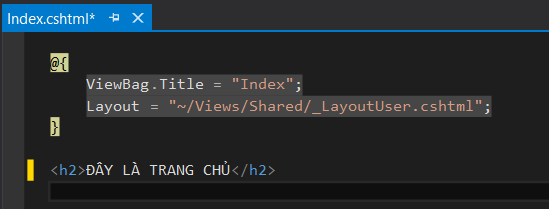 Index.cshtml*
@{
ViewBag.Title = "Index";
Layout = "~/Views/Shared/_LayoutUser.cshtml";
}
<h2>ĐÂY LÀ TRANG CHỦ</h2>